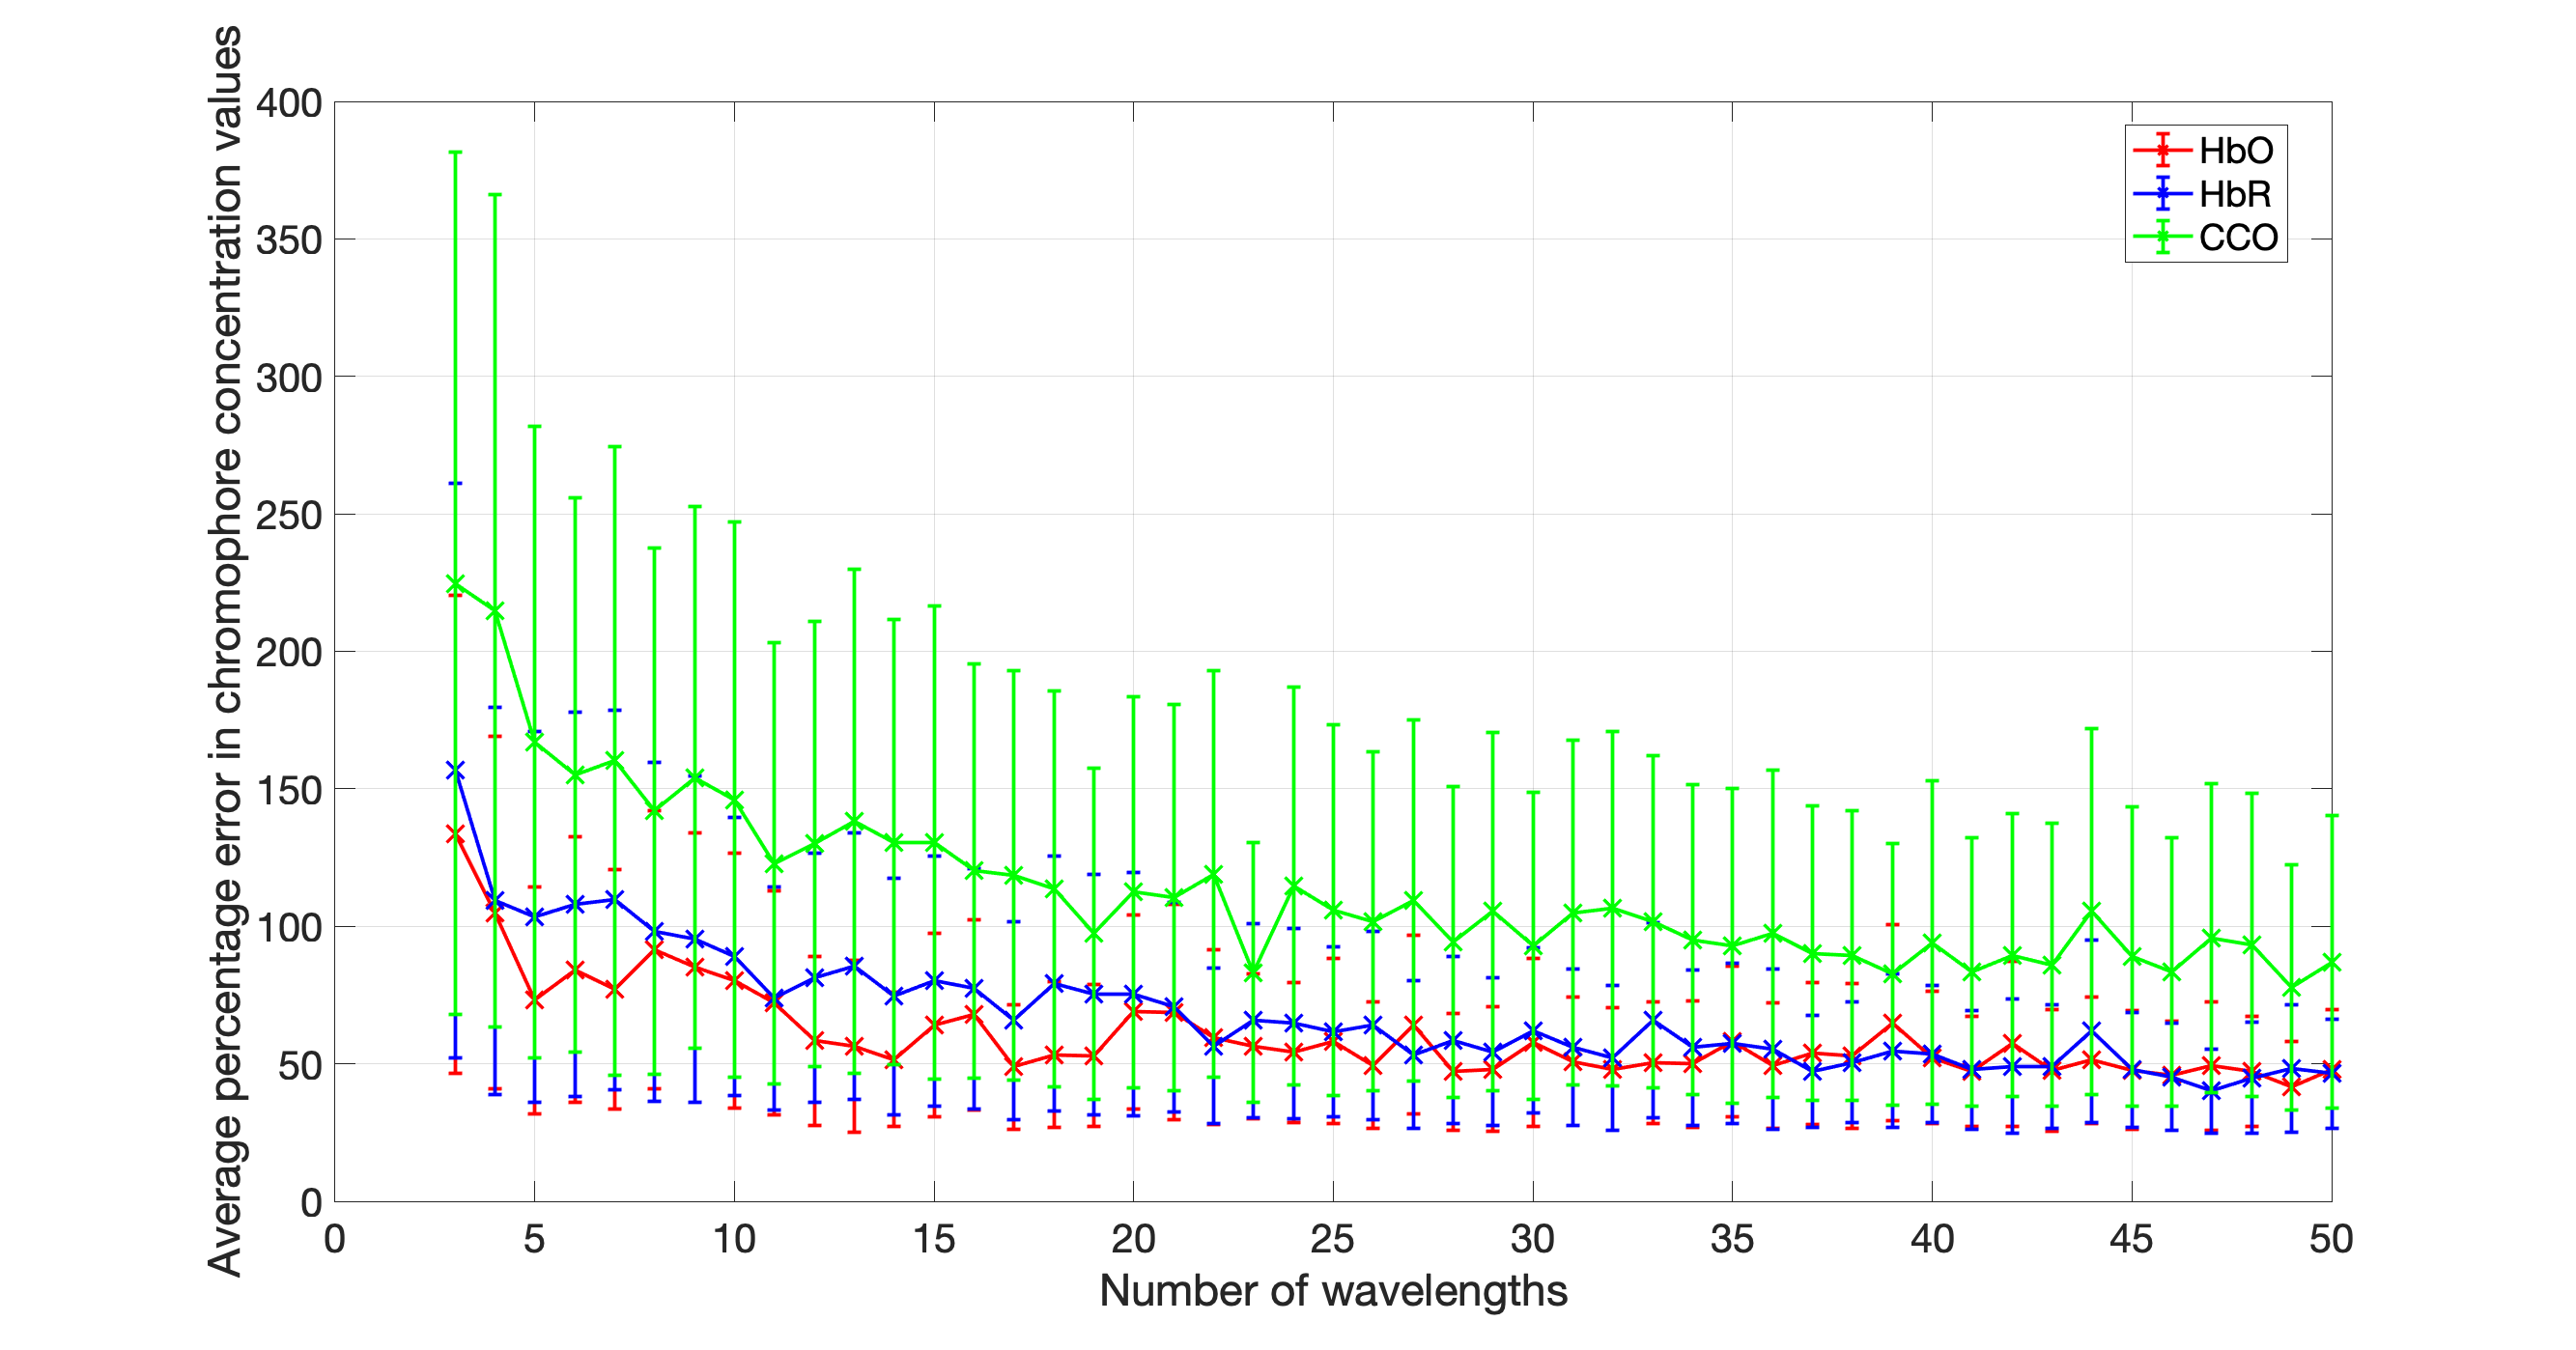 Average percentage error in chromophore concentration values
400
350
300
250
200
150
100
50
0
0 5 10 15 20 25 30 35 40 45 50
Number of wavelengths
HbO
HbR
CCO